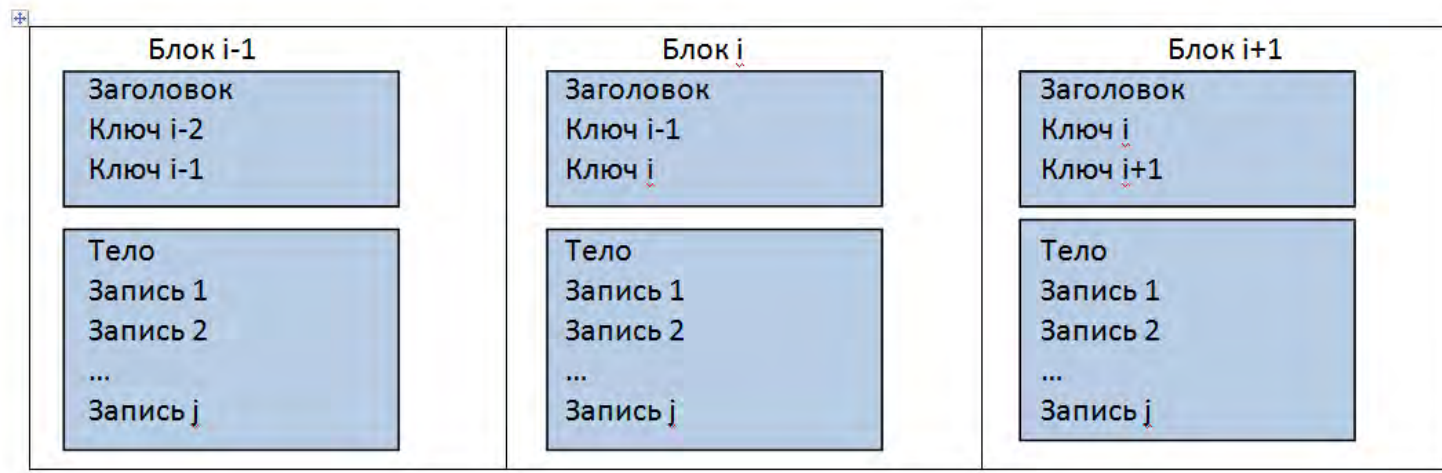 Блок i-1
Заголовок
Ключ i-2
Ключ i-1
Тело
Запись 1
Запись 2
...
Запись j
Блок i
Заголовок
Ключ i-1
Ключ i
Тело
Запись 1
Запись 2
...
Запись j
Блок i+1
Заголовок
Ключ i
Ключ i+1
Тело
Запись 1
Запись 2
...
Запись j